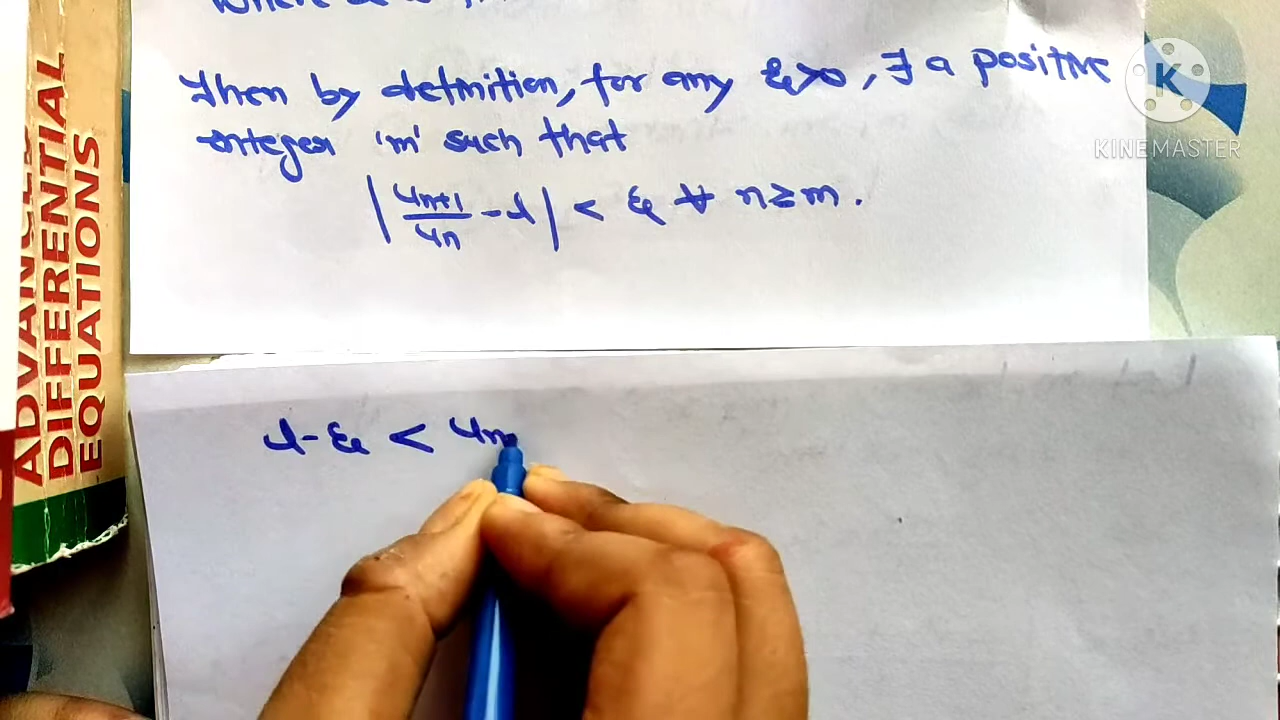 Then by definition, for any ε>0, ∃ a positive
integer 'm' such that
|uₙ₊₁/uₙ - l| < ε ∀ n≥m.
l-ε < uₙ
K
KINEMASTER
ADVANCED
DIFFERENTIAL
EQUATIONS